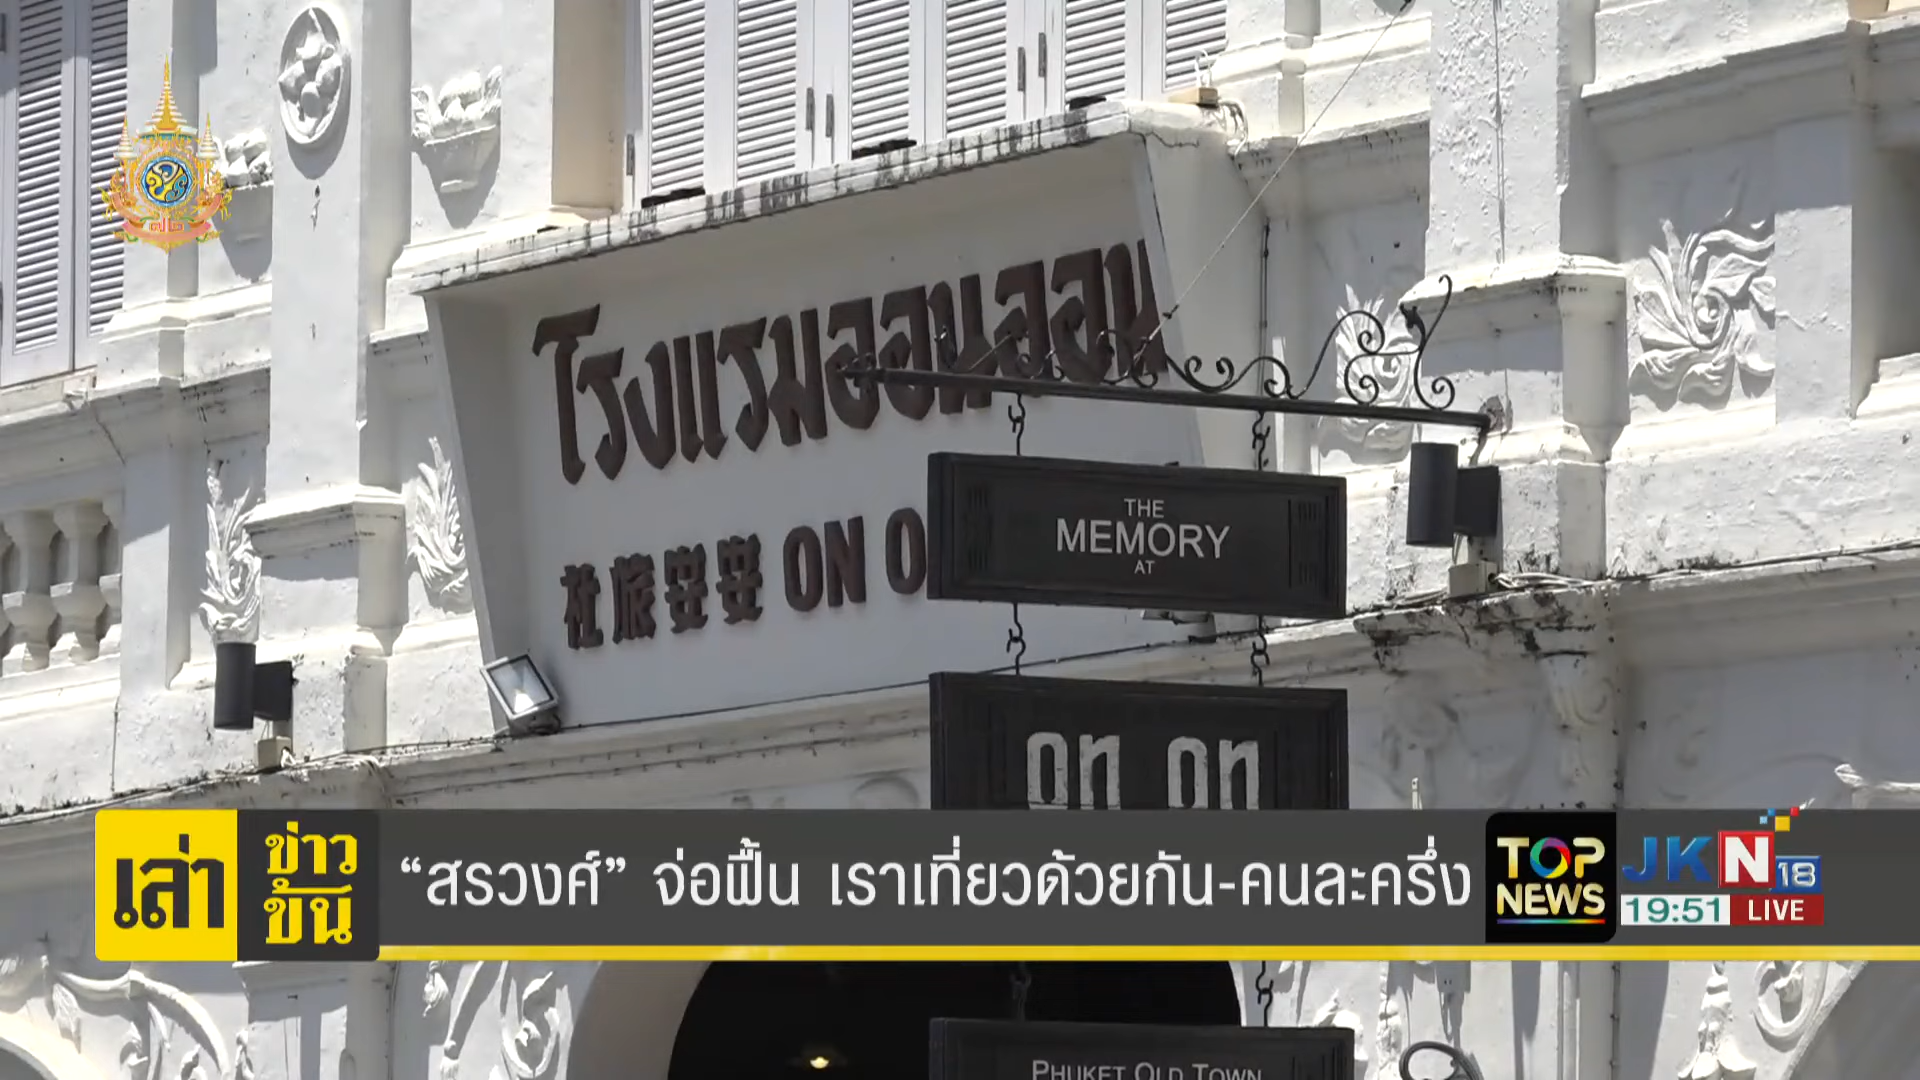 โรงแรมออนออน
社旅安安 ON O
THE
MEMORY
AT
on on
เล่า
ข่าว
ข้น
“สรวงศ์” จ่อฟื้น เราเที่ยวด้วยกัน-คนละครึ่ง
TOP
NEWS
JKN18
19:51 LIVE
PHUKET OLD TOWN